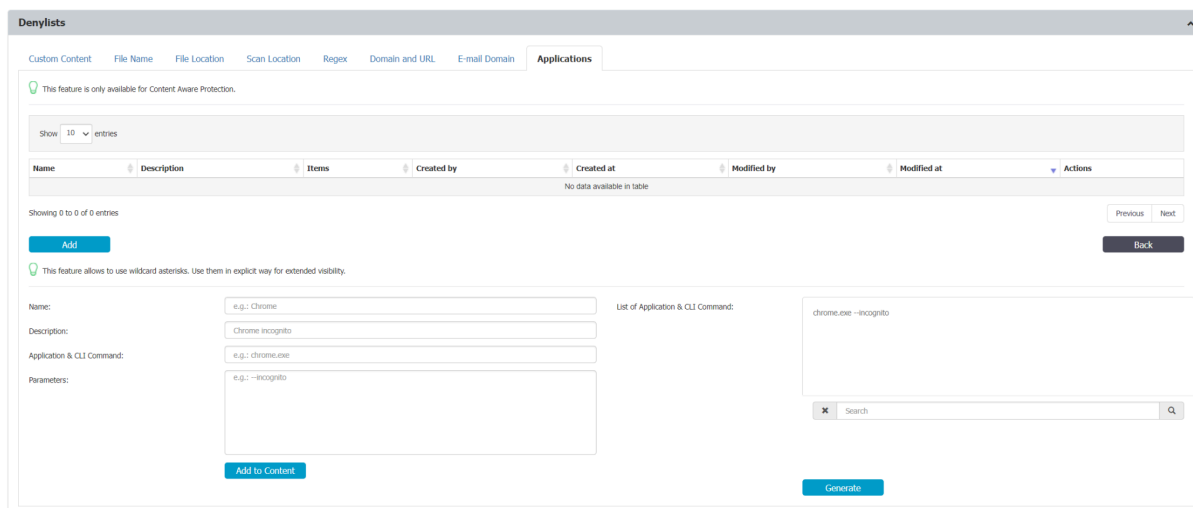 Denylists
Custom Content File Name File Location Scan Location Regex Domain and URL E-mail Domain Applications
This feature is only available for Content Aware Protection.
Show 10 entries
Name Description Items Created by Created at Modified by Modified at Actions
No data available in table
Showing 0 to 0 of 0 entries
Previous Next
Add Back
This feature allows to use wildcard asterisks. Use them in explicit way for extended visibility.
Name: e.g.: Chrome List of Application & CLI Command: chrome.exe --incognito
Description: Chrome incognito
Application & CLI Command: e.g.: chrome.exe
Parameters: e.g.: --incognito
Search
Add to Content
Generate